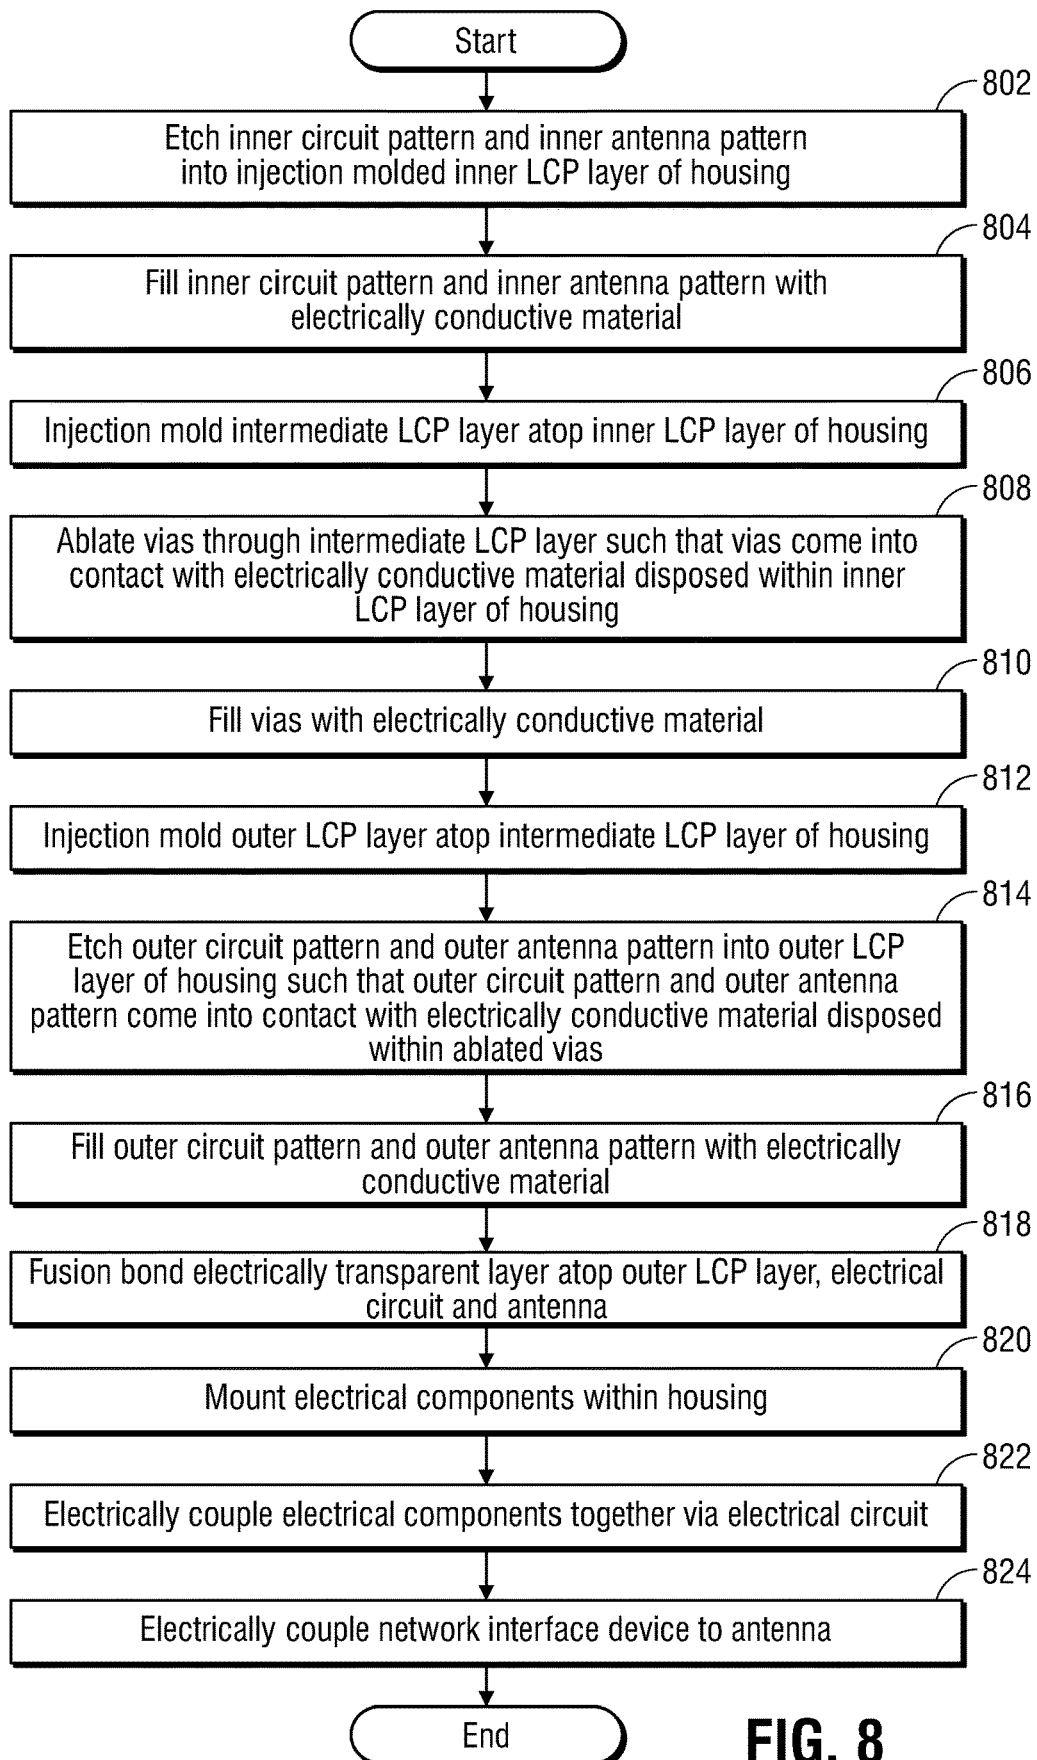 Start
802
Etch inner circuit pattern and inner antenna pattern
into injection molded inner LCP layer of housing
804
Fill inner circuit pattern and inner antenna pattern with
electrically conductive material
806
Injection mold intermediate LCP layer atop inner LCP layer of housing
808
Ablate vias through intermediate LCP layer such that vias come into
contact with electrically conductive material disposed within inner
LCP layer of housing
810
Fill vias with electrically conductive material
812
Injection mold outer LCP layer atop intermediate LCP layer of housing
814
Etch outer circuit pattern and outer antenna pattern into outer LCP
layer of housing such that outer circuit pattern and outer antenna
pattern come into contact with electrically conductive material disposed
within ablated vias
816
Fill outer circuit pattern and outer antenna pattern with electrically
conductive material
818
Fusion bond electrically transparent layer atop outer LCP layer, electrical
circuit and antenna
820
Mount electrical components within housing
822
Electrically couple electrical components together via electrical circuit
824
Electrically couple network interface device to antenna
End
FIG. 8